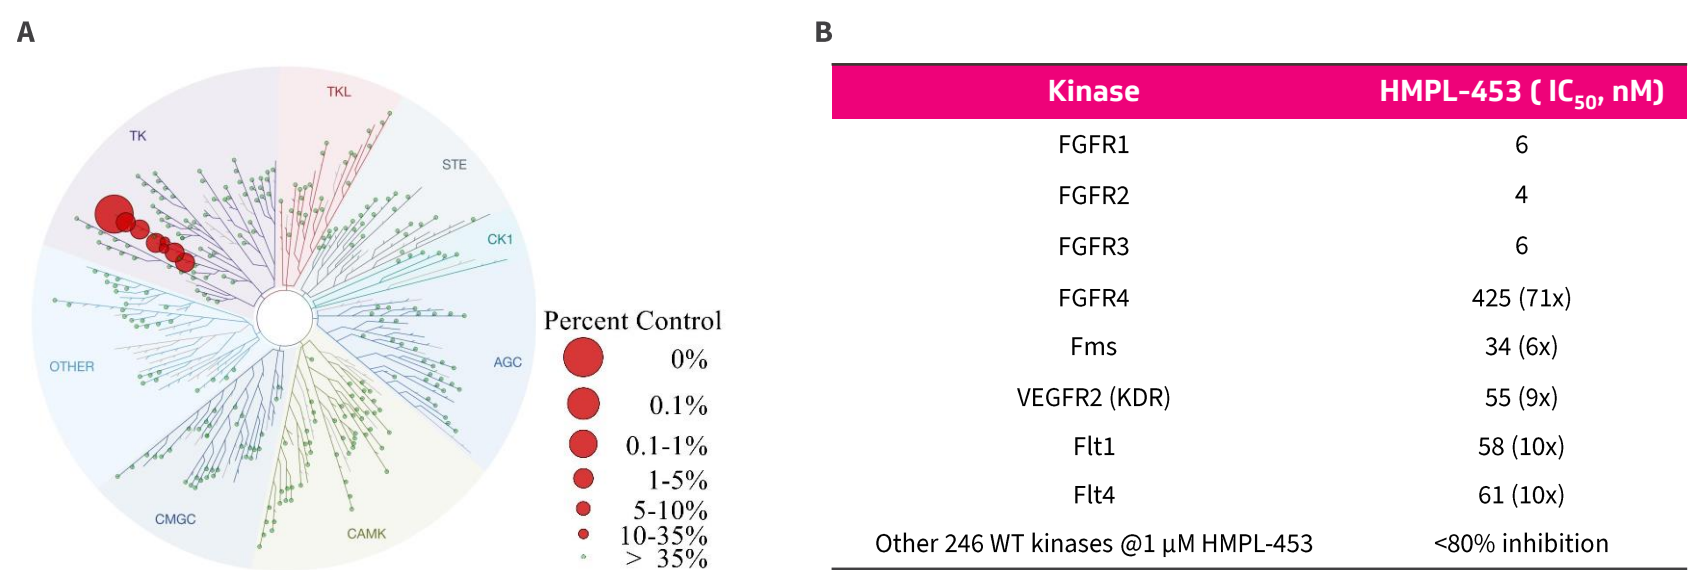 A
TKL
TK
STE
CK1
OTHER
AGC
CMGC
CAMK
Percent Control
0%
0.1%
0.1-1%
1-5%
5-10%
10-35%
> 35%
B
Kinase HMPL-453 ( IC50, nM)
FGFR1 6
FGFR2 4
FGFR3 6
FGFR4 425 (71x)
Fms 34 (6x)
VEGFR2 (KDR) 55 (9x)
Flt1 58 (10x)
Flt4 61 (10x)
Other 246 WT kinases @1 μM HMPL-453 <80% inhibition